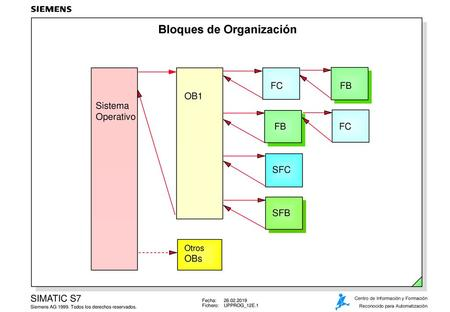 SIEMENS
Bloques de Organización
Sistema
Operativo
OB1
FC
FB
FB
FC
SFC
SFB
Otros
OBs
SIMATIC S7
Siemens AG 1999. Todos los derechos reservados.
Fecha: 26.02.2019
Fichero: UPPROG_12E.1
Centro de Información y Formación
Reconocido para Automatización